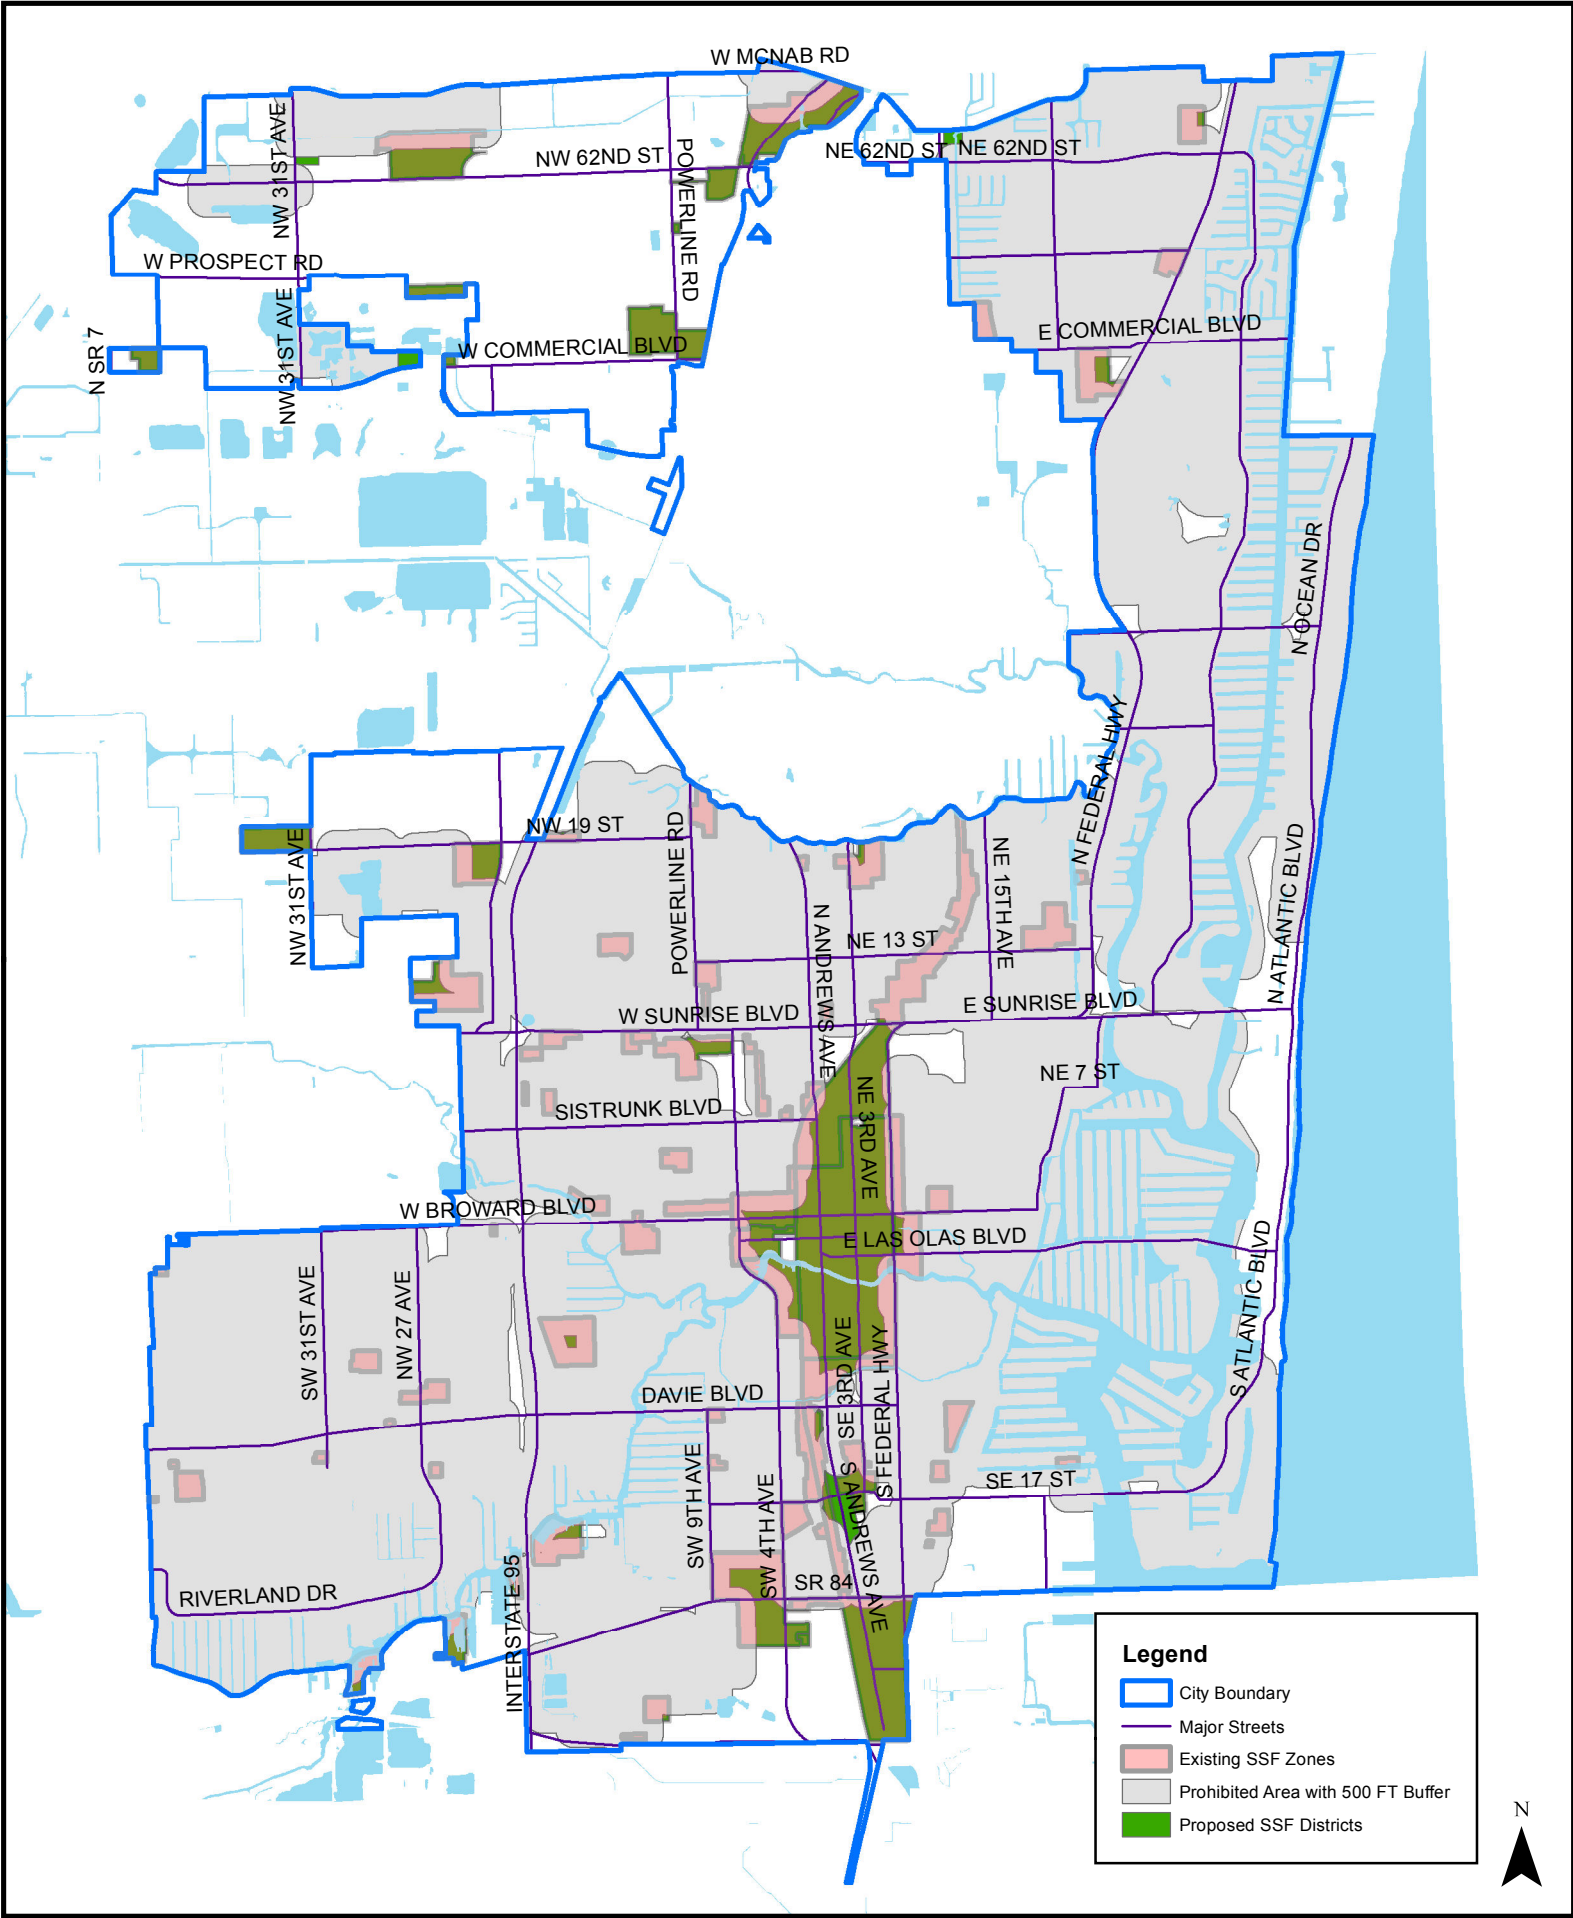 W MCNAB RD
NW 31ST AVE
NW 62ND ST
POWERLINE RD
NE 62ND ST
NE 62ND ST
W PROSPECT RD
NW 31ST AVE
N SR 7
W COMMERCIAL BLVD
E COMMERCIAL BLVD
N OCEAN DR
N FEDERAL HWY
NW 19 ST
NW 31ST AVE
POWERLINE RD
N ANDREWS AVE
NE 13 ST
NE 15TH AVE
N ATLANTIC BLVD
W SUNRISE BLVD
E SUNRISE BLVD
NE 7 ST
NE 3RD AVE
SISTRUNK BLVD
W BROWARD BLVD
E LAS OLAS BLVD
S ATLANTIC BLVD
SW 31ST AVE
NW 27 AVE
DAVIE BLVD
SE 3RD AVE
S FEDERAL HWY
SW 9TH AVE
SW 4TH AVE
S ANDREWS AVE
SE 17 ST
INTERSTATE 95
SR 84
RIVERLAND DR
Legend
City Boundary
Major Streets
Existing SSF Zones
Prohibited Area with 500 FT Buffer
Proposed SSF Districts
N